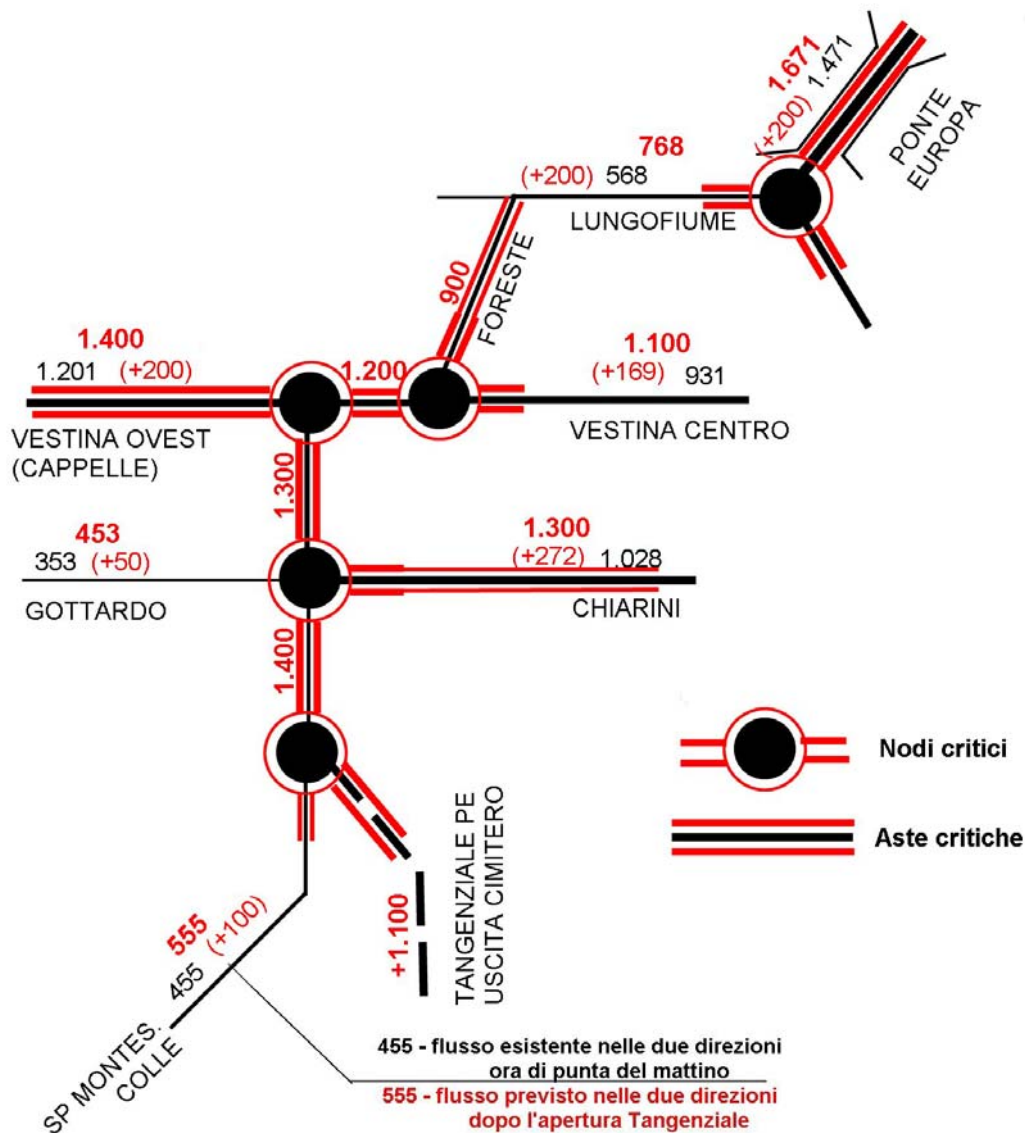 1.671
(+200) 1.471
PONTE
EUROPA
768
(+200) 568
LUNGOFIUME
900
FORESTE
1.400
1.201 (+200)
1.200
1.100
(+169) 931
VESTINA OVEST
(CAPPELLE)
VESTINA CENTRO
1.300
453
353 (+50)
GOTTARDO
1.300
(+272) 1.028
CHIARINI
1.400
Nodi critici
Aste critiche
TANGENZIALE PE
USCITA CIMITERO
+1.100
555 (+100)
455
SP MONTES.
COLLE
455 - flusso esistente nelle due direzioni
ora di punta del mattino
555 - flusso previsto nelle due direzioni
dopo l'apertura Tangenziale